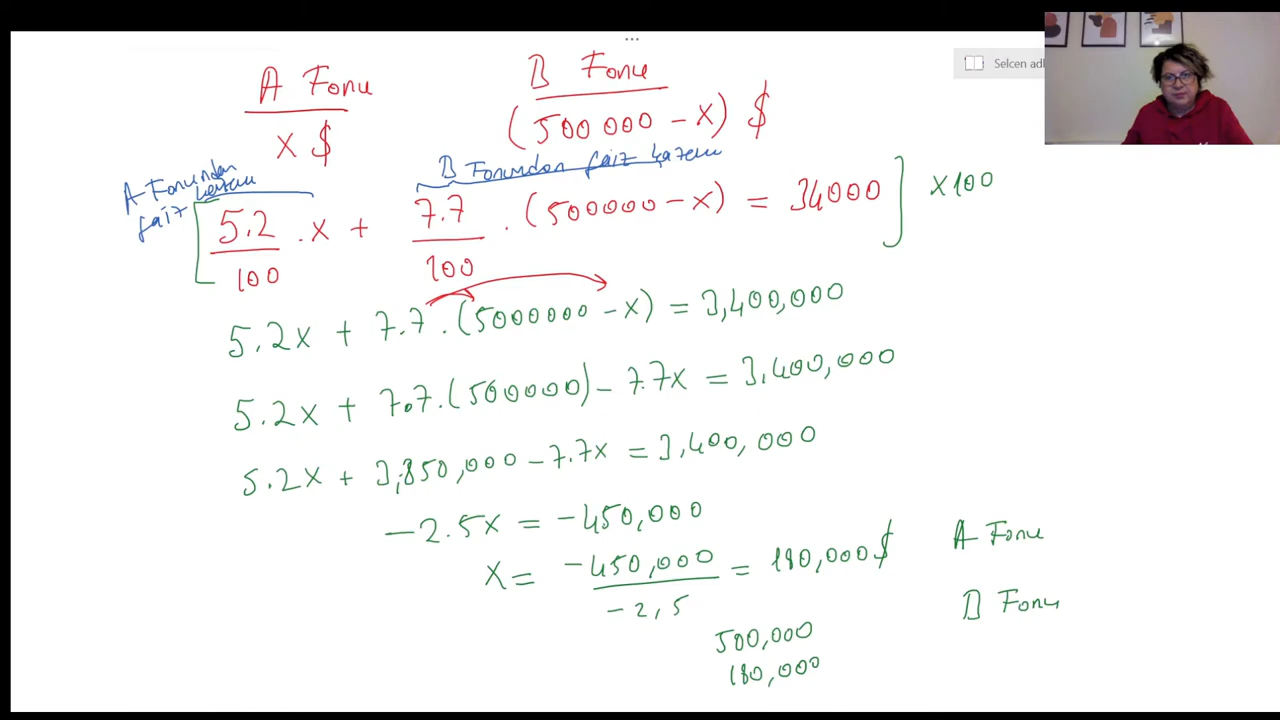 A Fonu
B Fonu
x $
(500 000 - x) $
A Fonundan
faiz kazancı
B Fonundan faiz kazancı
[5.2/100 . x + 7.7/100 . (500000 - x) = 34000] x100
5.2x + 7.7 . (5000000 - x) = 3,400,000
5.2x + 7.7.(500000) - 7.7x = 3,400,000
5.2x + 3,850,000 - 7.7x = 3,400,000
-2.5x = -450,000
x = -450,000/-2,5 = 180,000 $
A Fonu
B Fonu
500,000
180,000
Selcen adl